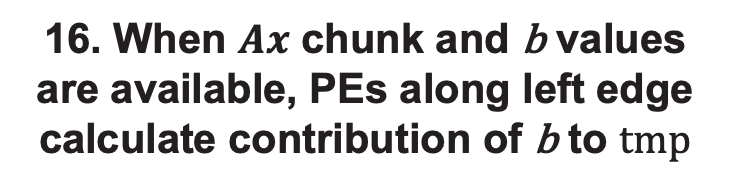 16. When Ax chunk and b values
are available, PEs along left edge
calculate contribution of b to tmp